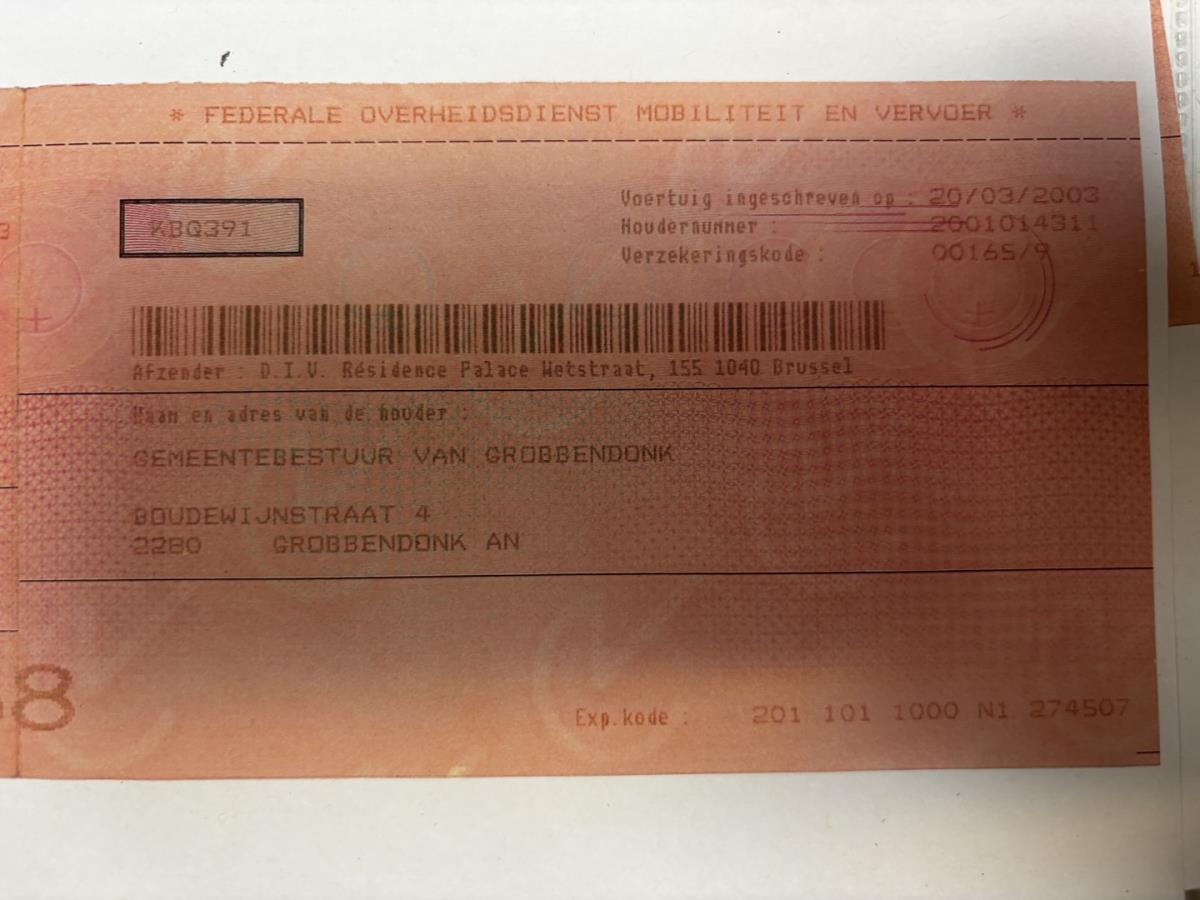 * FEDERALE OVERHEIDSDIENST MOBILITEIT EN VERVOER *
KBQ391
Voertuig ingeschreven op : 20/03/2003
Houdernummer : 2001014311
Verzekeringskode : 00165/9
Afzender : D.I.V. Résidence Palace Wetstraat, 155 1040 Brussel
Naam en adres van de houder :
GEMEENTEBESTUUR VAN GROBBENDONK
BOUDEWIJNSTRAAT 4
2280 GROBBENDONK AN
8
Exp.kode : 201 101 1000 N1 274507